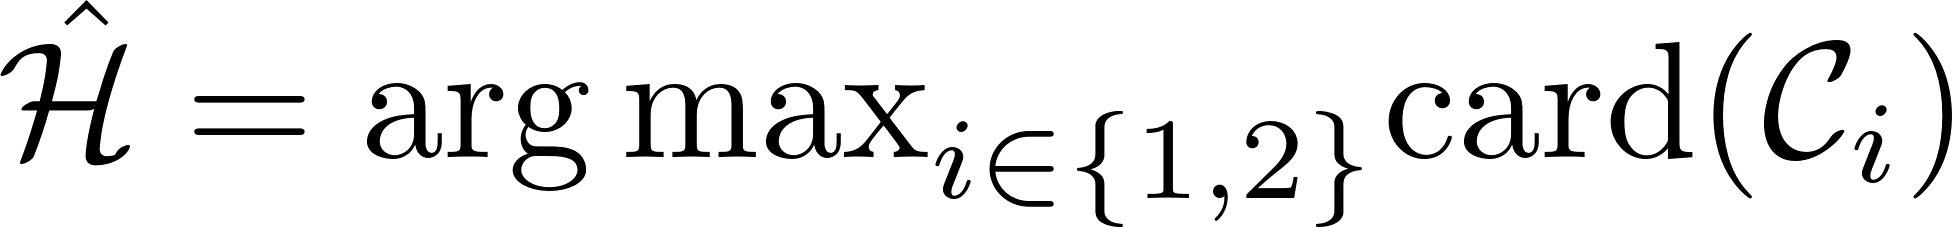 \hat{\mathcal{H}} = \arg\max_{i \in \{1,2\}} \mathrm{card}(\mathcal{C}_i)